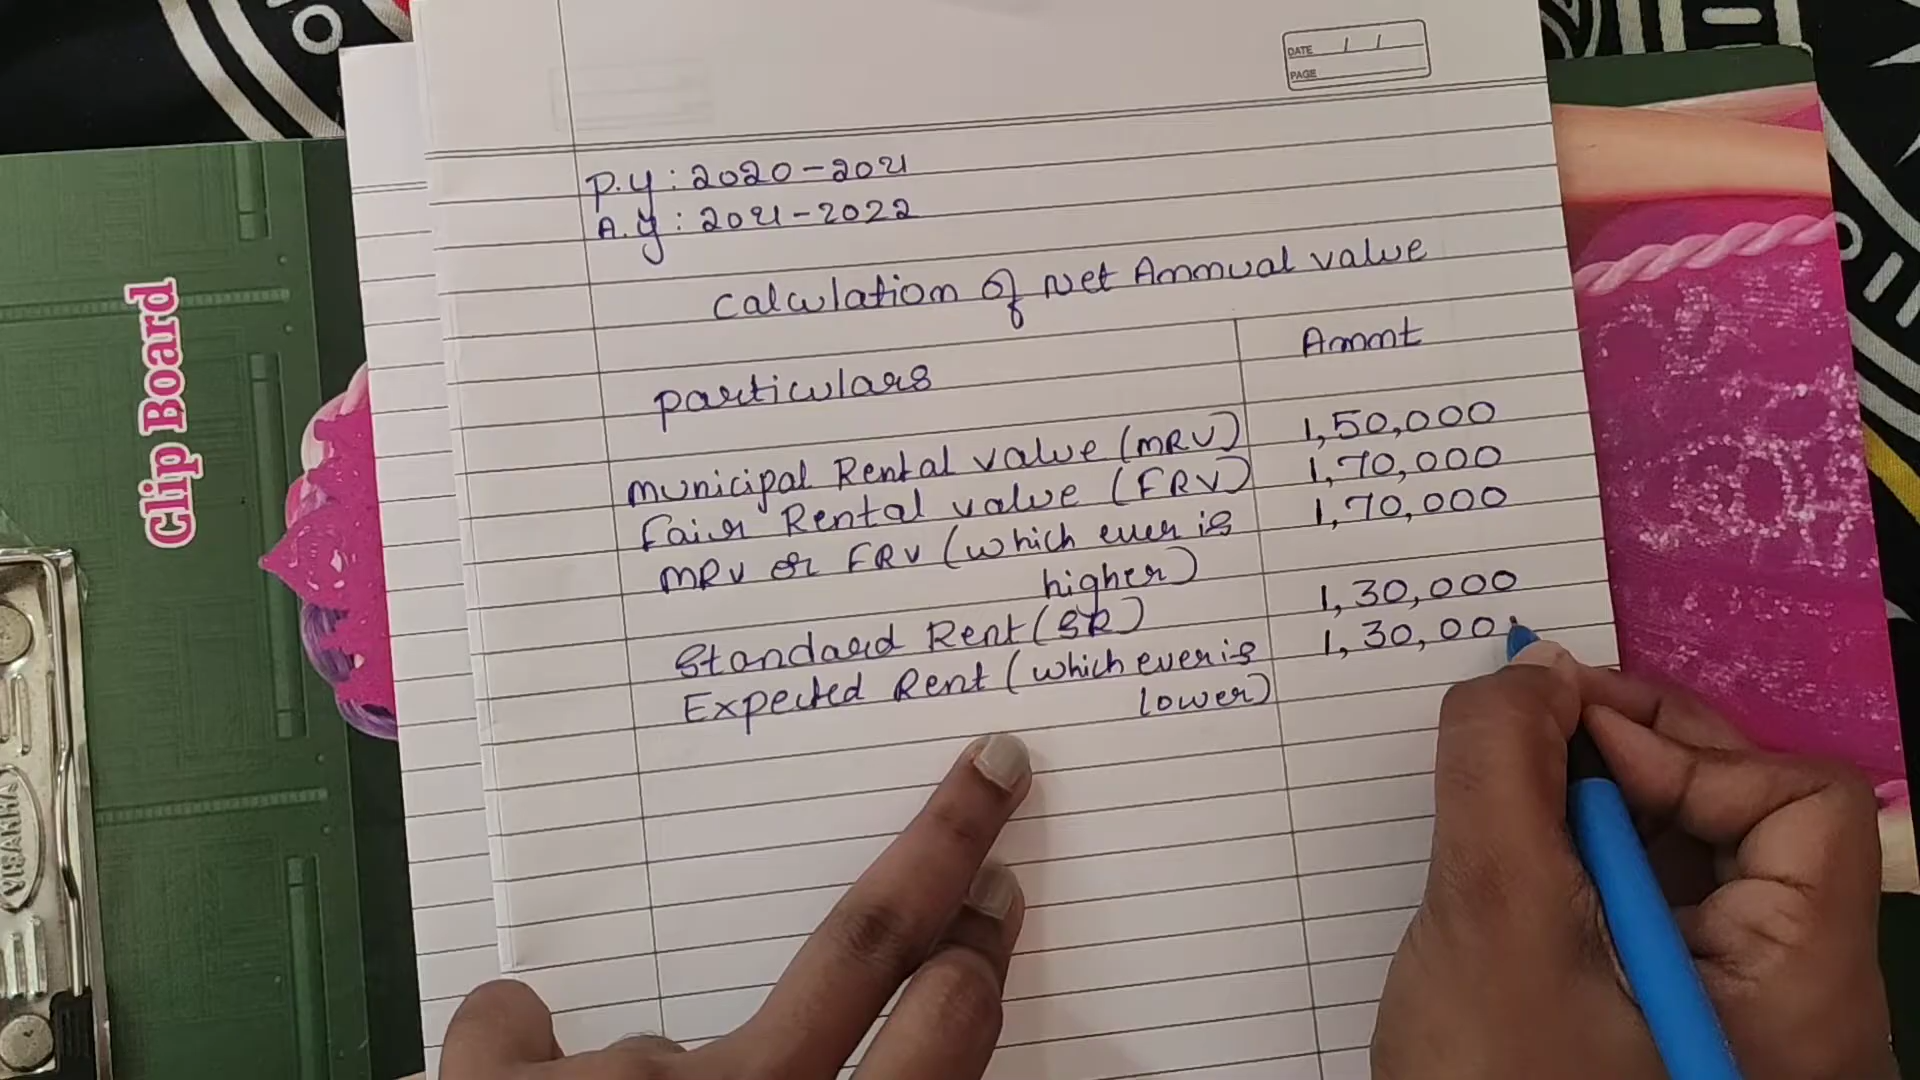 DATE / /
PAGE
P.Y : 2020-2021
A.Y : 2021-2022
Calculation of Net Annual value
Particulars Amnt
Municipal Rental value (MRV) 1,50,000
Fair Rental value (FRV) 1,70,000
MRV or FRV (which ever is 1,70,000
higher)
Standard Rent (SR) 1,30,000
Expected Rent (which ever is 1,30,00
lower)
Clip Board
VISAKHA